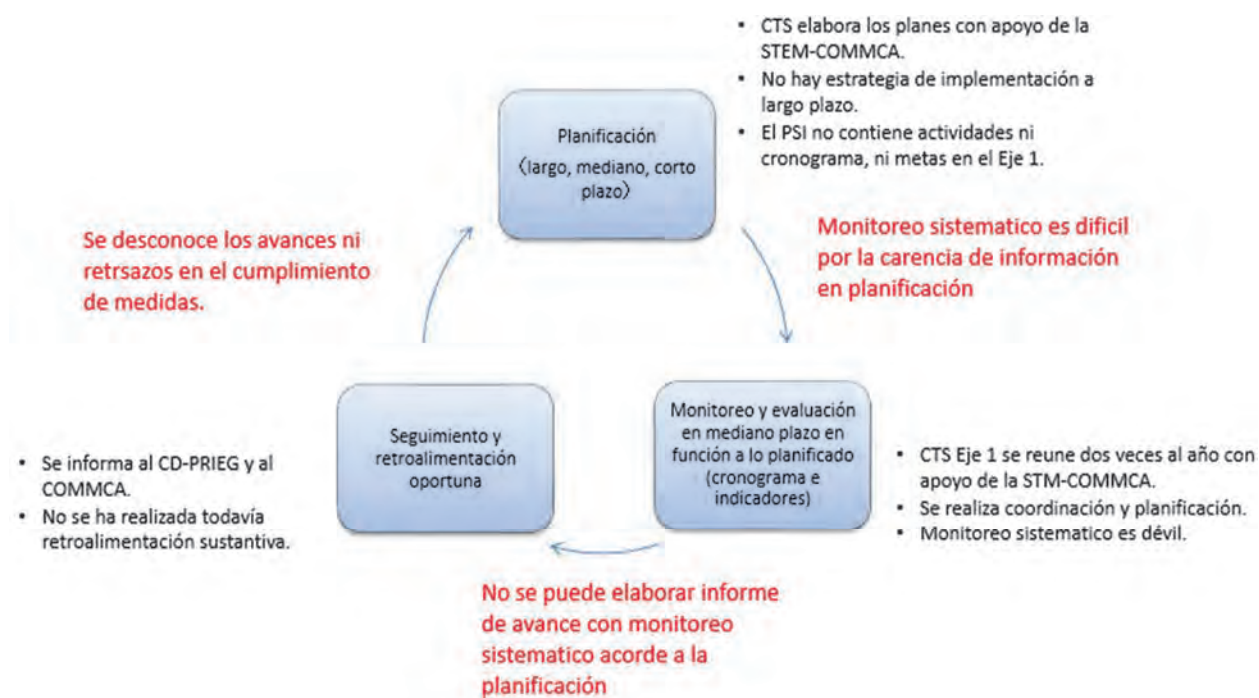 • CTS elabora los planes con apoyo de la
STEM-COMMCA.
• No hay estrategia de implementación a
largo plazo.
• El PSI no contiene actividades ni
cronograma, ni metas en el Eje 1.
Planificación
(largo, mediano, corto
plazo)
Se desconoce los avances ni
retrsazos en el cumplimiento
de medidas.
Monitoreo sistematico es dificil
por la carencia de información
en planificación
Seguimiento y
retroalimentación
oportuna
Monitoreo y evaluación
en mediano plazo en
función a lo planificado
(cronograma e
indicadores)
• Se informa al CD-PRIEG y al
COMMCA.
• No se ha realizada todavía
retroalimentación sustantiva.
• CTS Eje 1 se reune dos veces al año con
apoyo de la STM-COMMCA.
• Se realiza coordinación y planificación.
• Monitoreo sistematico es dévil.
No se puede elaborar informe
de avance con monitoreo
sistematico acorde a la
planificación